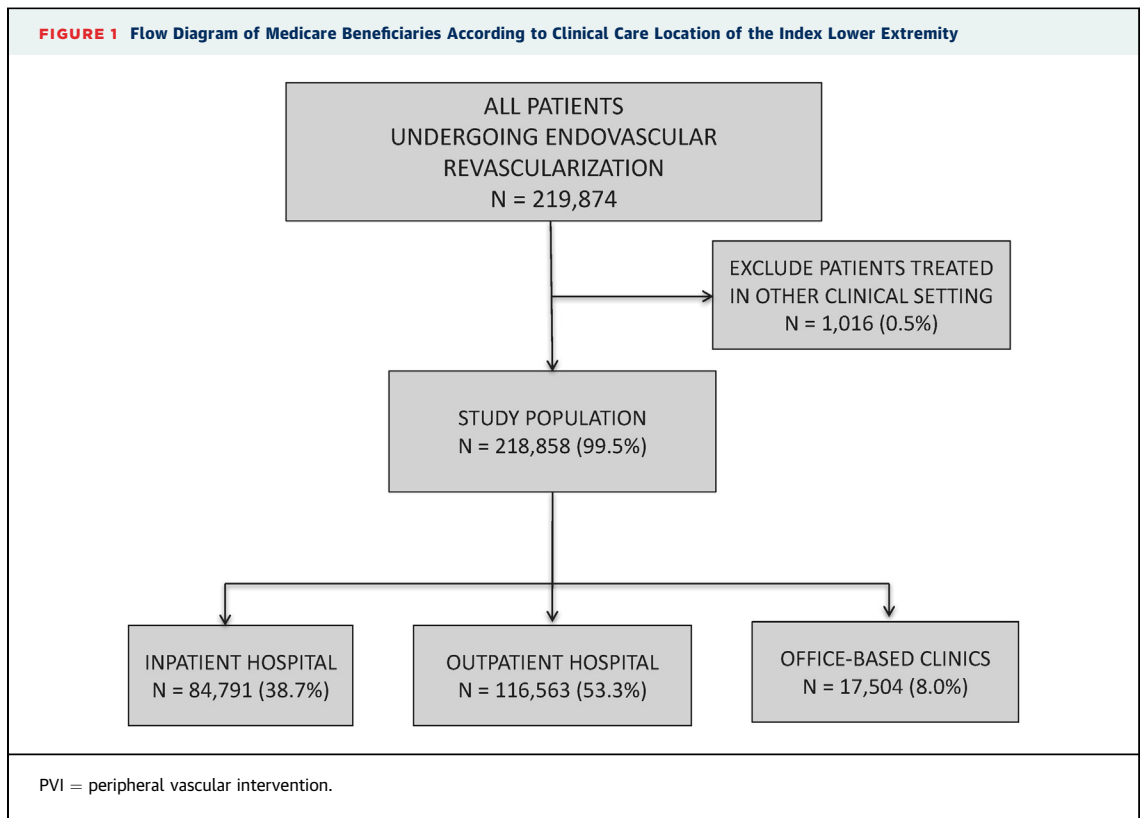 FIGURE 1 Flow Diagram of Medicare Beneficiaries According to Clinical Care Location of the Index Lower Extremity
ALL PATIENTS
UNDERGOING ENDOVASCULAR
REVASCULARIZATION
N = 219,874
EXCLUDE PATIENTS TREATED
IN OTHER CLINICAL SETTING
N = 1,016 (0.5%)
STUDY POPULATION
N = 218,858 (99.5%)
INPATIENT HOSPITAL
N = 84,791 (38.7%)
OUTPATIENT HOSPITAL
N = 116,563 (53.3%)
OFFICE-BASED CLINICS
N = 17,504 (8.0%)
PVI = peripheral vascular intervention.